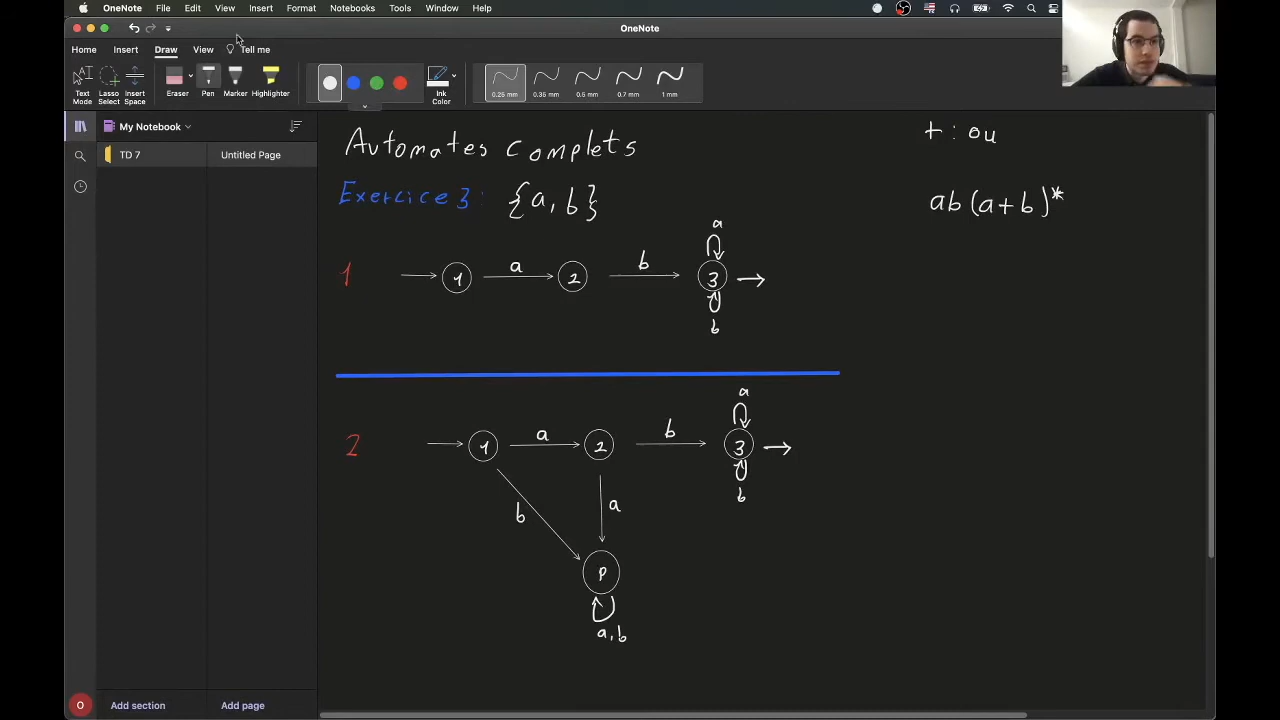 OneNote File Edit View Insert Format Notebooks Tools Window Help
OneNote
Home Insert Draw View Tell me
Text Mode Lasso Select Insert Space Eraser Pen Marker Highlighter Ink Color 0.25 mm 0.35 mm 0.5 mm 0.7 mm 1 mm
My Notebook
TD 7 Untitled Page
Automates complets
+ : ou
Exercice 3: {a, b}
ab(a+b)*
a
1 1 a 2 b 3
b
a
2 1 a 2 b 3
b
b a
P
a, b
O Add section Add page